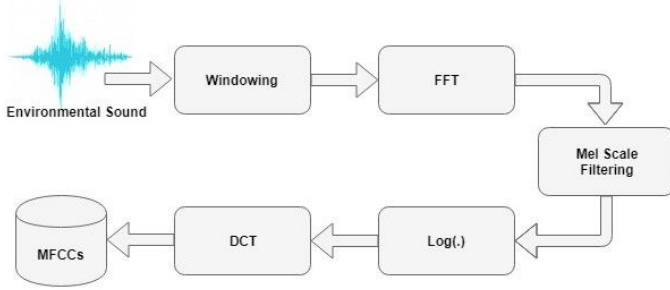 Environmental Sound
Windowing
FFT
Mel Scale
Filtering
Log(.)
DCT
MFCCs